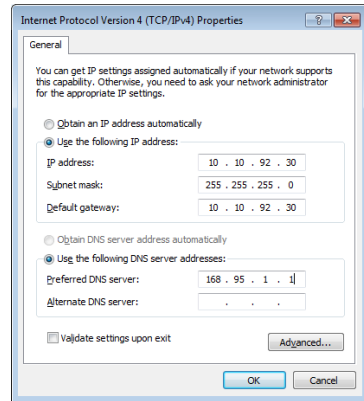 Internet Protocol Version 4 (TCP/IPv4) Properties
General
You can get IP settings assigned automatically if your network supports
this capability. Otherwise, you need to ask your network administrator
for the appropriate IP settings.
Obtain an IP address automatically
Use the following IP address:
IP address: 10 . 10 . 92 . 30
Subnet mask: 255 . 255 . 255 . 0
Default gateway: 10 . 10 . 92 . 30
Obtain DNS server address automatically
Use the following DNS server addresses:
Preferred DNS server: 168 . 95 . 1 . 1
Alternate DNS server: . . .
Validate settings upon exit
Advanced...
OK Cancel